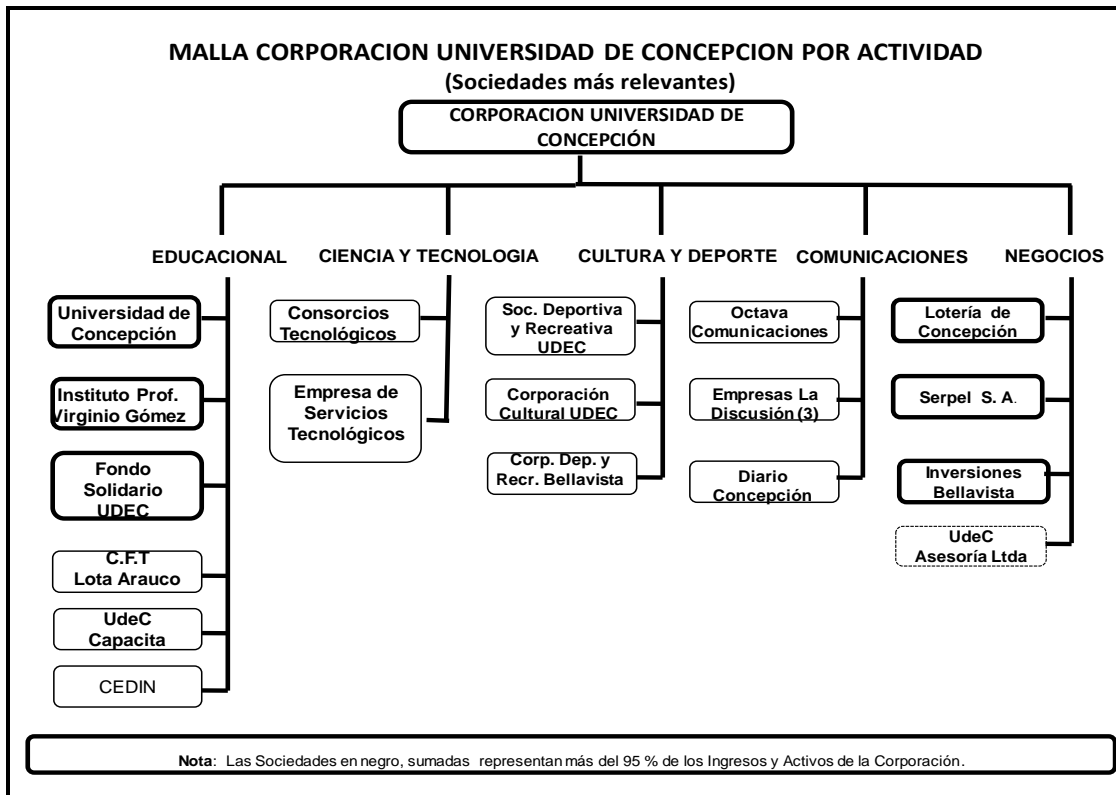 MALLA CORPORACION UNIVERSIDAD DE CONCEPCION POR ACTIVIDAD
(Sociedades más relevantes)
CORPORACION UNIVERSIDAD DE
CONCEPCIÓN
EDUCACIONAL
Universidad de
Concepción
Instituto Prof.
Virginio Gómez
Fondo
Solidario
UDEC
C.F.T
Lota Arauco
UdeC
Capacita
CEDIN
CIENCIA Y TECNOLOGIA
Consorcios
Tecnológicos
Empresa de
Servicios
Tecnológicos
CULTURA Y DEPORTE
Soc. Deportiva
y Recreativa
UDEC
Corporación
Cultural UDEC
Corp. Dep. y
Recr. Bellavista
COMUNICACIONES
Octava
Comunicaciones
Empresas La
Discusión (3)
Diario
Concepción
NEGOCIOS
Lotería de
Concepción
Serpel S. A.
Inversiones
Bellavista
UdeC
Asesoría Ltda
Nota: Las Sociedades en negro, sumadas representan más del 95 % de los Ingresos y Activos de la Corporación.